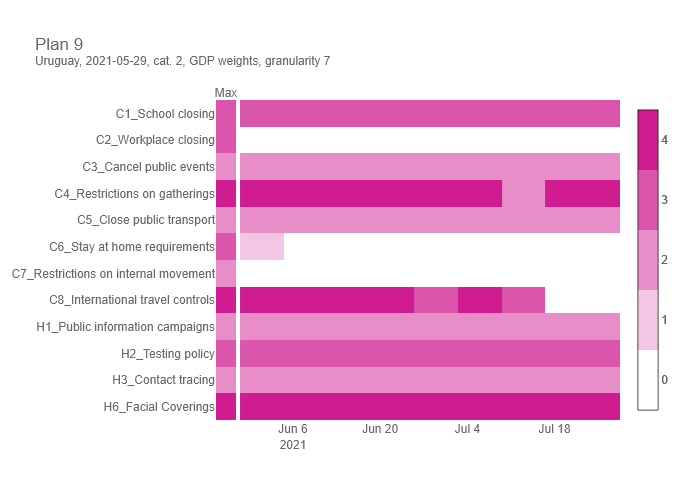 Plan 9
Uruguay, 2021-05-29, cat. 2, GDP weights, granularity 7
Max
C1_School closing
C2_Workplace closing
C3_Cancel public events
C4_Restrictions on gatherings
C5_Close public transport
C6_Stay at home requirements
C7_Restrictions on internal movement
C8_International travel controls
H1_Public information campaigns
H2_Testing policy
H3_Contact tracing
H6_Facial Coverings
4
3
2
1
0
Jun 6 Jun 20 Jul 4 Jul 18
2021